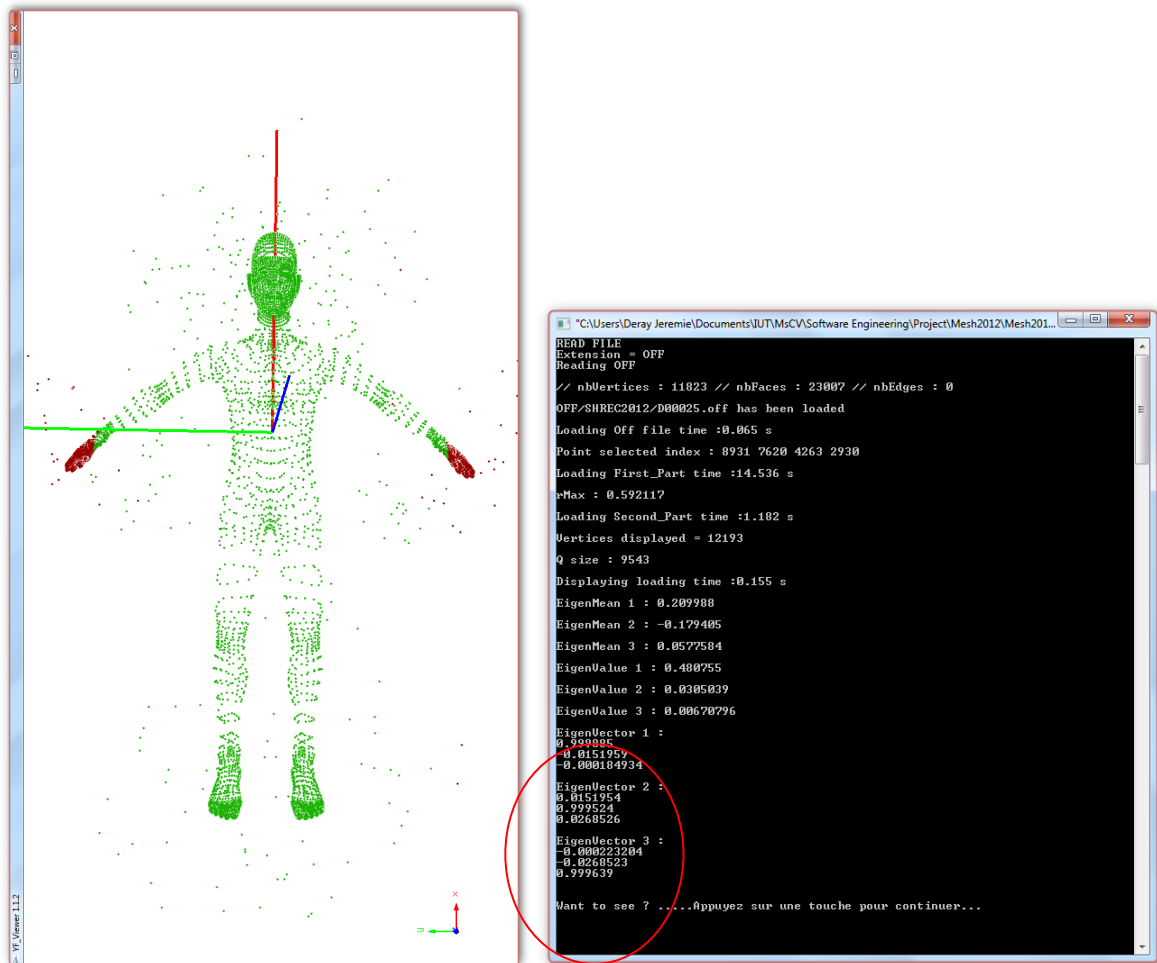 YF_Viewer 1.1.2
x
"C:\Users\Deray Jeremie\Documents\IUT\MsCV\Software Engineering\Project\Mesh2012\Mesh201...
READ FILE
Extension = OFF
Reading OFF
// nbVertices : 11823 // nbFaces : 23007 // nbEdges : 0
OFF/SHREC2012/D00025.off has been loaded
Loading Off file time :0.065 s
Point selected index : 8931 7620 4263 2930
Loading First_Part time :14.536 s
rMax : 0.592117
Loading Second_Part time :1.182 s
Vertices displayed = 12193
Q size : 9543
Displaying loading time :0.155 s
EigenMean 1 : 0.209988
EigenMean 2 : -0.179405
EigenMean 3 : 0.0577584
EigenValue 1 : 0.480755
EigenValue 2 : 0.0305039
EigenValue 3 : 0.00670796
EigenVector 1 :
0.999885
-0.0151959
-0.000184934
EigenVector 2 :
0.0151954
0.999524
0.0268526
EigenVector 3 :
-0.000223204
-0.0268523
0.999639
Want to see ? .....Appuyez sur une touche pour continuer...